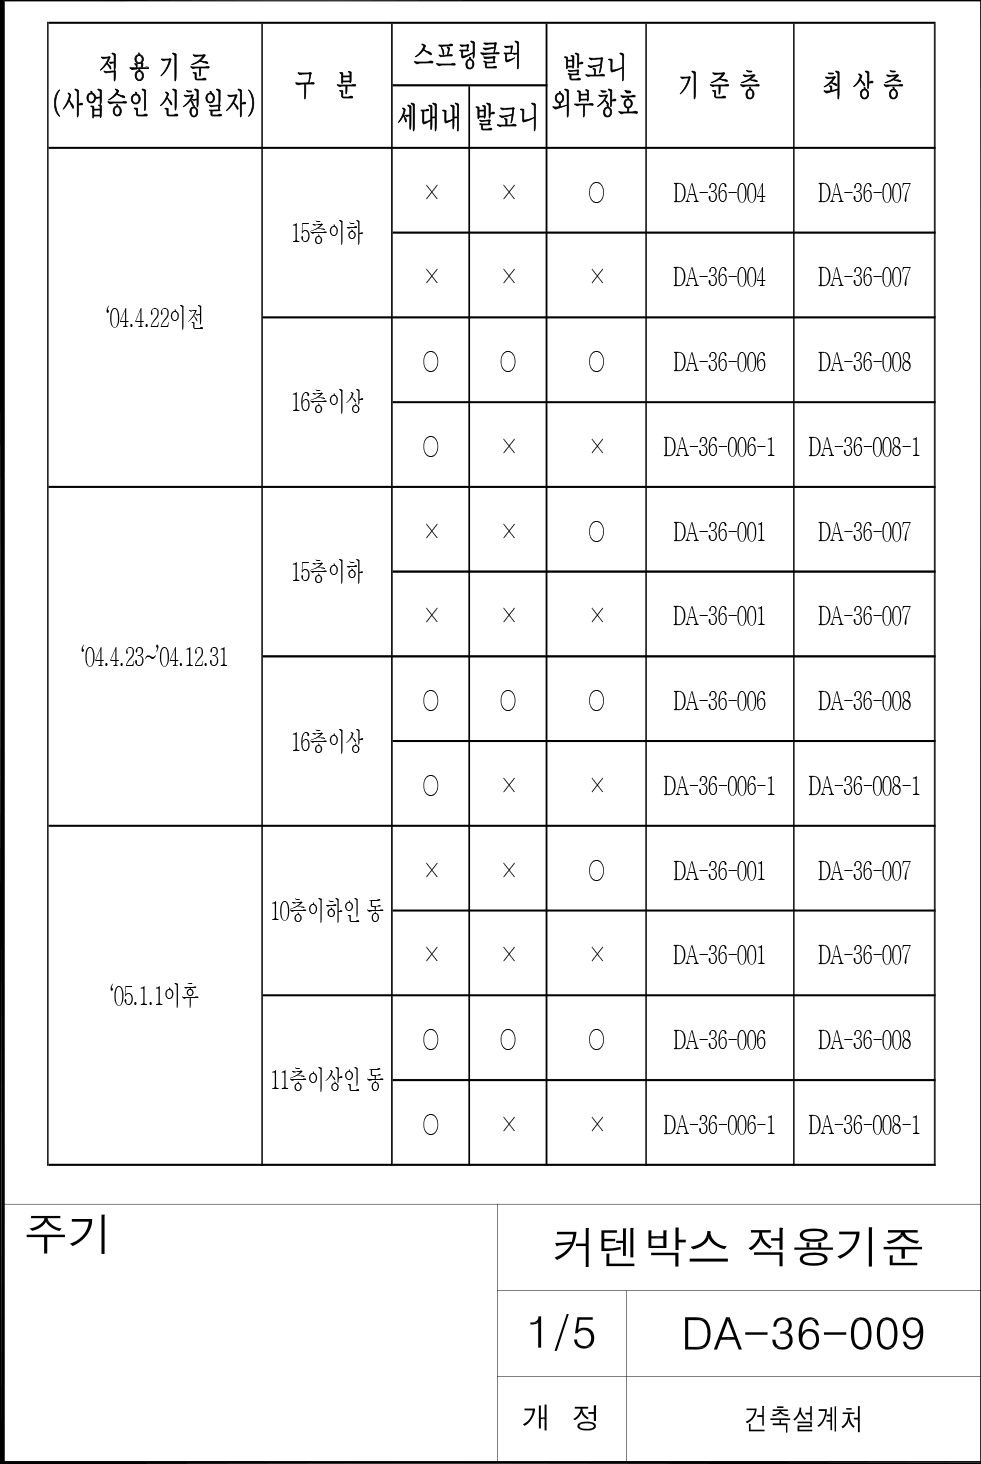 적 용 기 준
(사업승인 신청일자)
구 분
스프링클러
세대내 발코니
발코니
외부창호
기 준 층
최 상 층
‘04.4.22이전
15층이하
× × ○ DA-36-004 DA-36-007
× × × DA-36-004 DA-36-007
16층이상
○ ○ ○ DA-36-006 DA-36-008
○ × × DA-36-006-1 DA-36-008-1
‘04.4.23~’04.12.31
15층이하
× × ○ DA-36-001 DA-36-007
× × × DA-36-001 DA-36-007
16층이상
○ ○ ○ DA-36-006 DA-36-008
○ × × DA-36-006-1 DA-36-008-1
‘05.1.1이후
10층이하인 동
× × ○ DA-36-001 DA-36-007
× × × DA-36-001 DA-36-007
11층이상인 동
○ ○ ○ DA-36-006 DA-36-008
○ × × DA-36-006-1 DA-36-008-1
주기
커텐박스 적용기준
1/5 DA-36-009
개 정 건축설계처